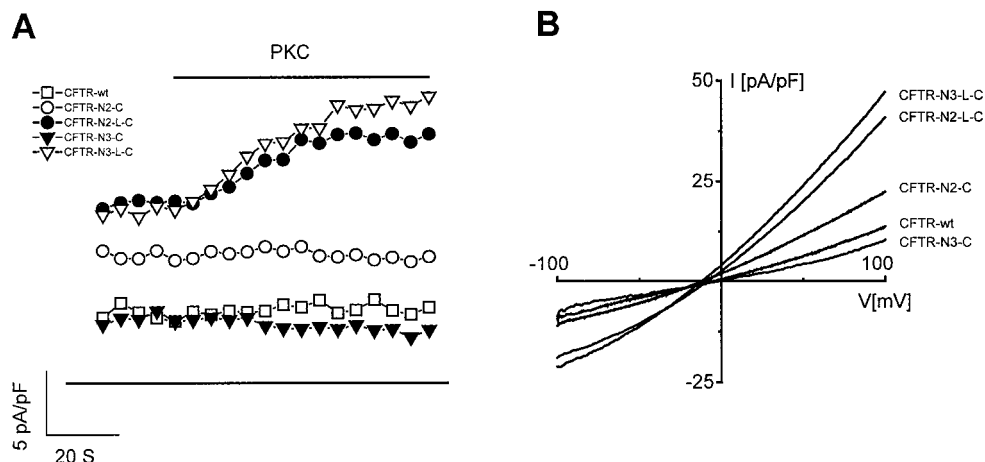 A
PKC
CFTR-wt
CFTR-N2-C
CFTR-N2-L-C
CFTR-N3-C
CFTR-N3-L-C
5 pA/pF
20 S
B
50
I [pA/pF]
CFTR-N3-L-C
CFTR-N2-L-C
25
CFTR-N2-C
CFTR-wt
CFTR-N3-C
-100
100
V[mV]
-25